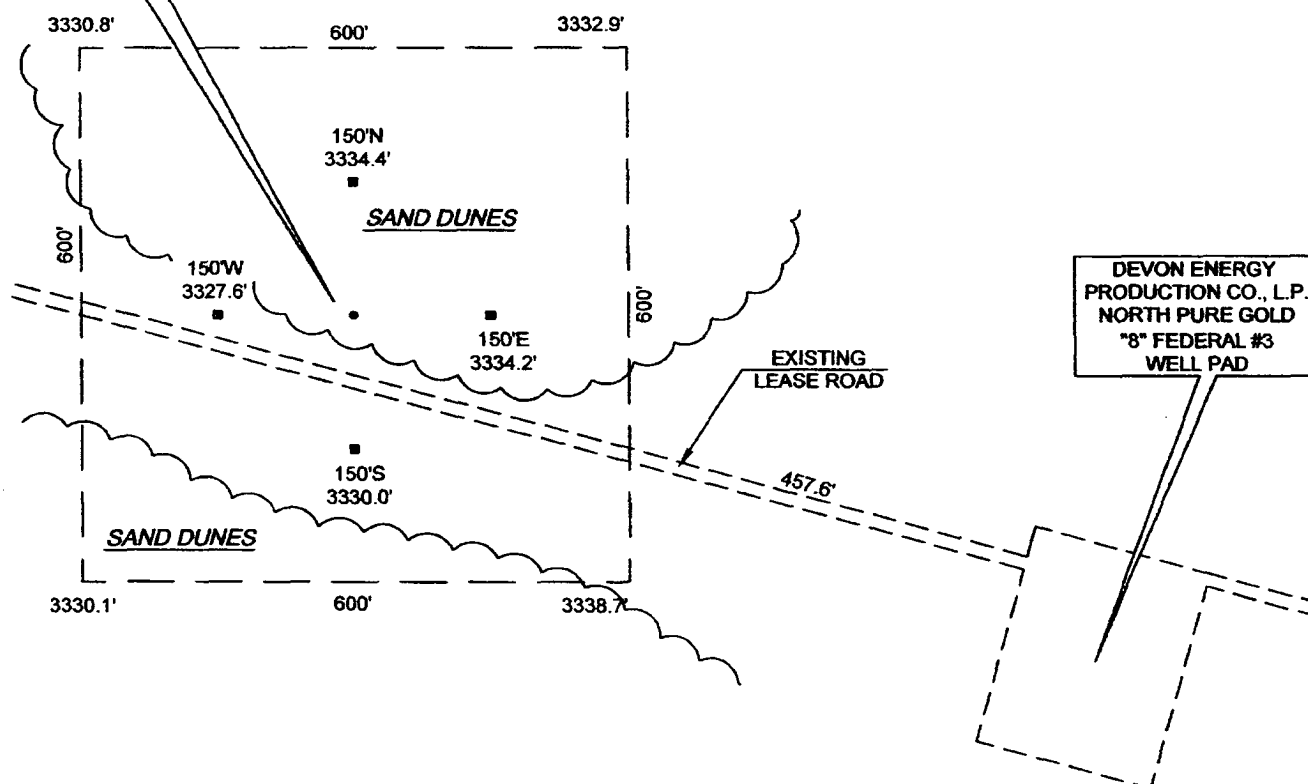 3330.8'
600'
3332.9'
150'N
3334.4'
SAND DUNES
600'
150'W
3327.6'
600'
150'E
3334.2'
DEVON ENERGY
PRODUCTION CO., L.P.
NORTH PURE GOLD
"8" FEDERAL #3
WELL PAD
EXISTING
LEASE ROAD
150'S
3330.0'
457.6'
SAND DUNES
3330.1'
600'
3338.7'